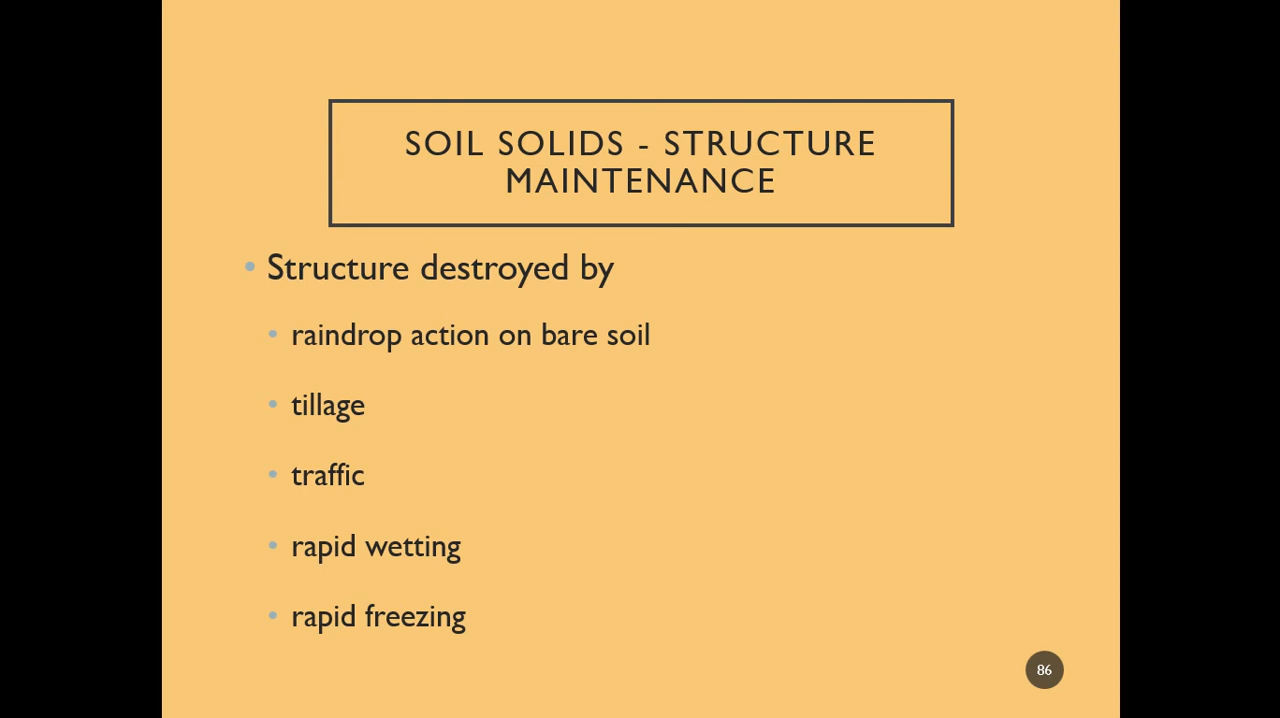 SOIL SOLIDS - STRUCTURE
MAINTENANCE
• Structure destroyed by
• raindrop action on bare soil
• tillage
• traffic
• rapid wetting
• rapid freezing
86